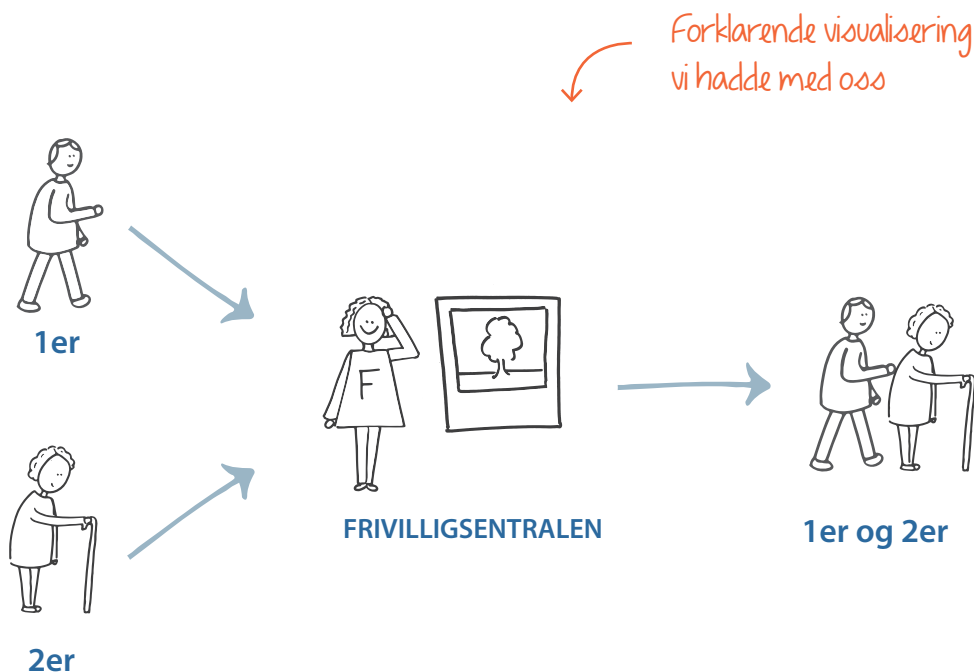 Forklarende visualisering
vi hadde med oss
1er
F
FRIVILLIGSENTRALEN
1er og 2er
2er